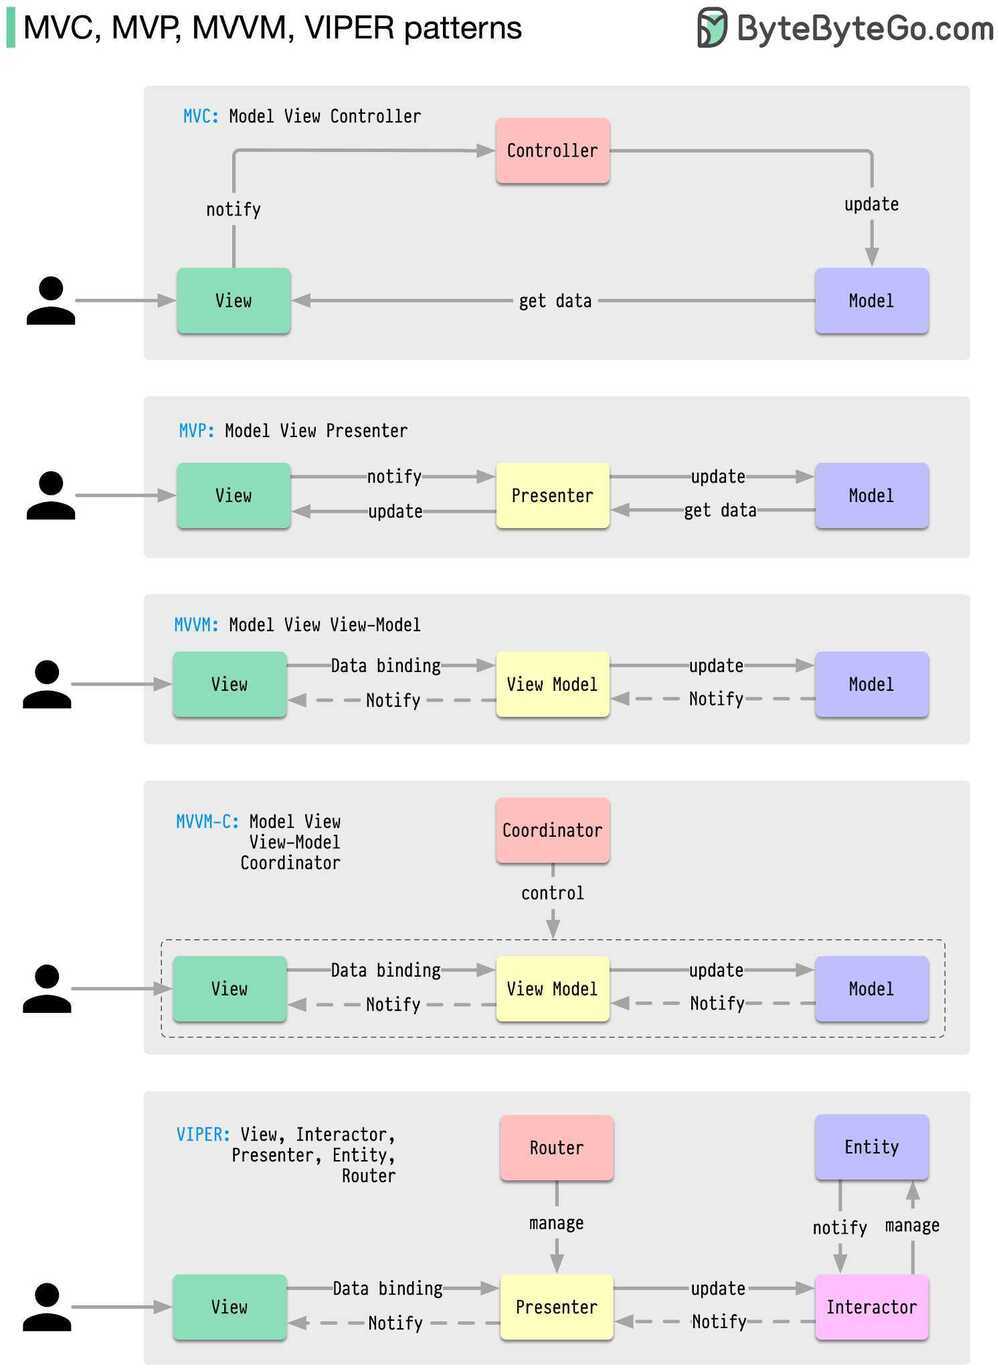 MVC, MVP, MVVM, VIPER patterns
ByteByteGo.com
MVC: Model View Controller
Controller
notify
update
View
get data
Model
MVP: Model View Presenter
notify
update
View
Presenter
Model
update
get data
MVVM: Model View View-Model
Data binding
update
View
View Model
Model
Notify
Notify
MVVM-C: Model View
View-Model
Coordinator
Coordinator
control
Data binding
update
View
View Model
Model
Notify
Notify
VIPER: View, Interactor,
Presenter, Entity,
Router
Router
Entity
manage
notify
manage
Data binding
update
View
Presenter
Interactor
Notify
Notify